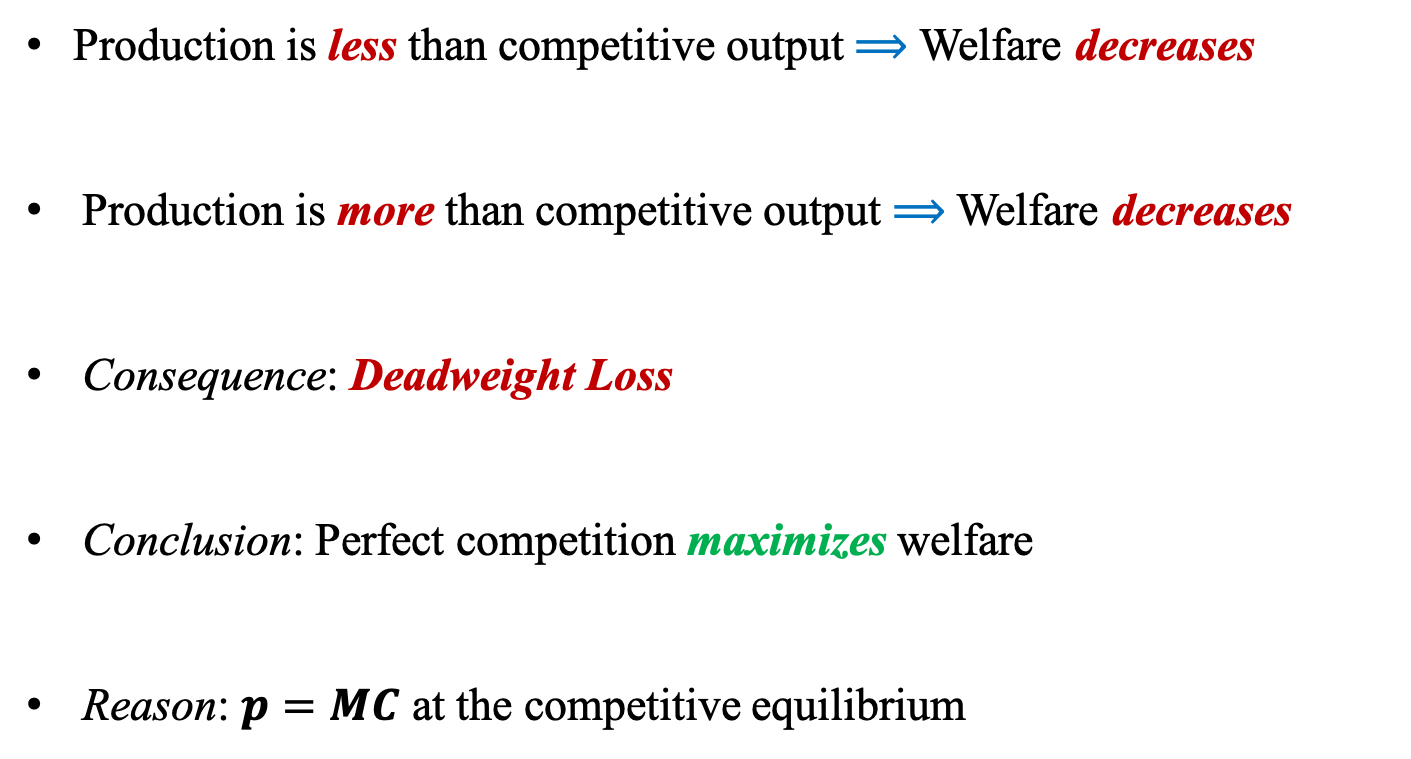 • Production is less than competitive output ⟹ Welfare decreases
• Production is more than competitive output ⟹ Welfare decreases
• Consequence: Deadweight Loss
• Conclusion: Perfect competition maximizes welfare
• Reason: p = MC at the competitive equilibrium